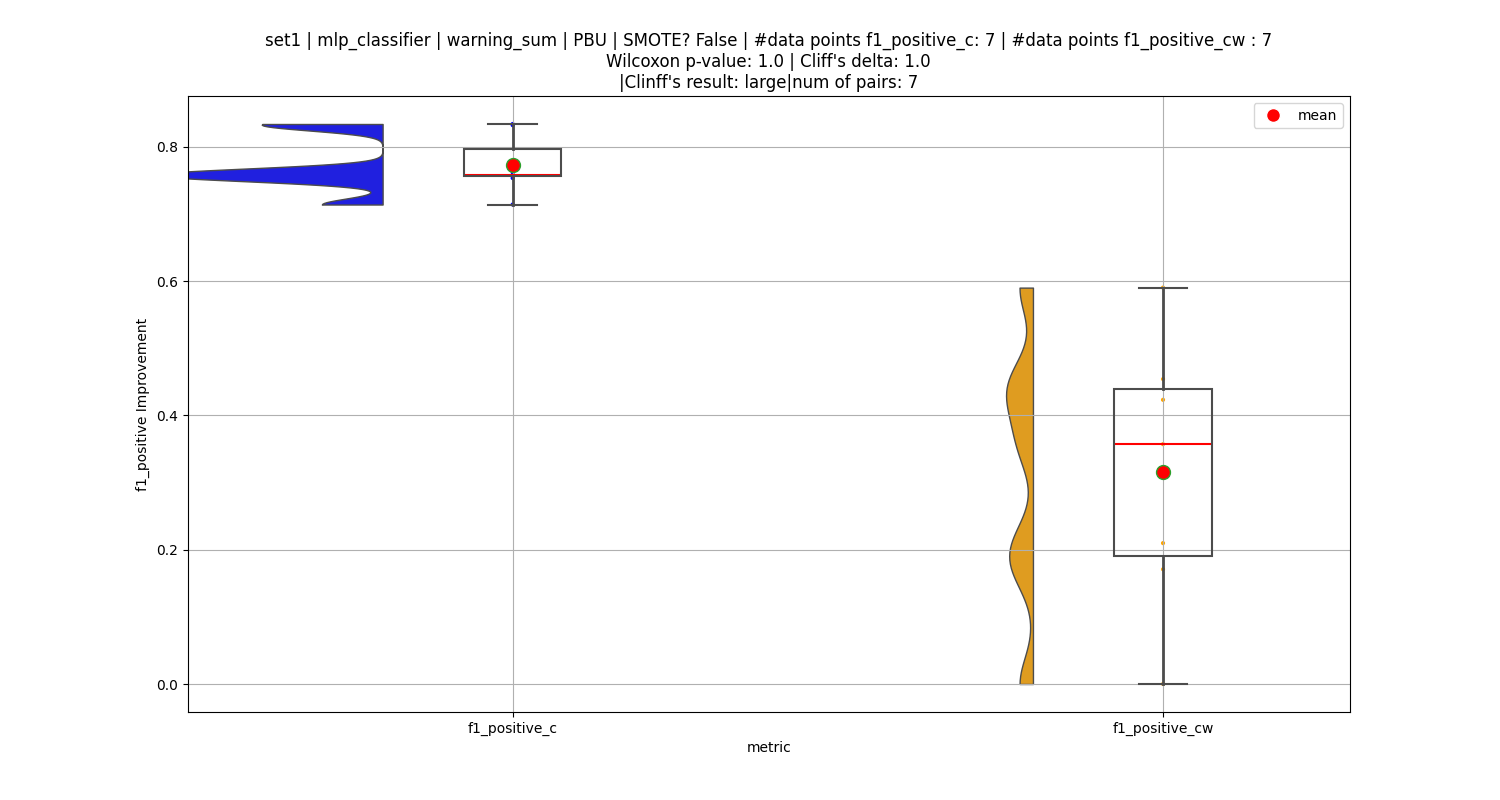 set1 | mlp_classifier | warning_sum | PBU | SMOTE? False | #data points f1_positive_c: 7 | #data points f1_positive_cw : 7
Wilcoxon p-value: 1.0 | Cliff's delta: 1.0
|Clinff's result: large|num of pairs: 7
mean
0.8
0.6
0.4
0.2
0.0
f1_positive Improvement
f1_positive_c
f1_positive_cw
metric